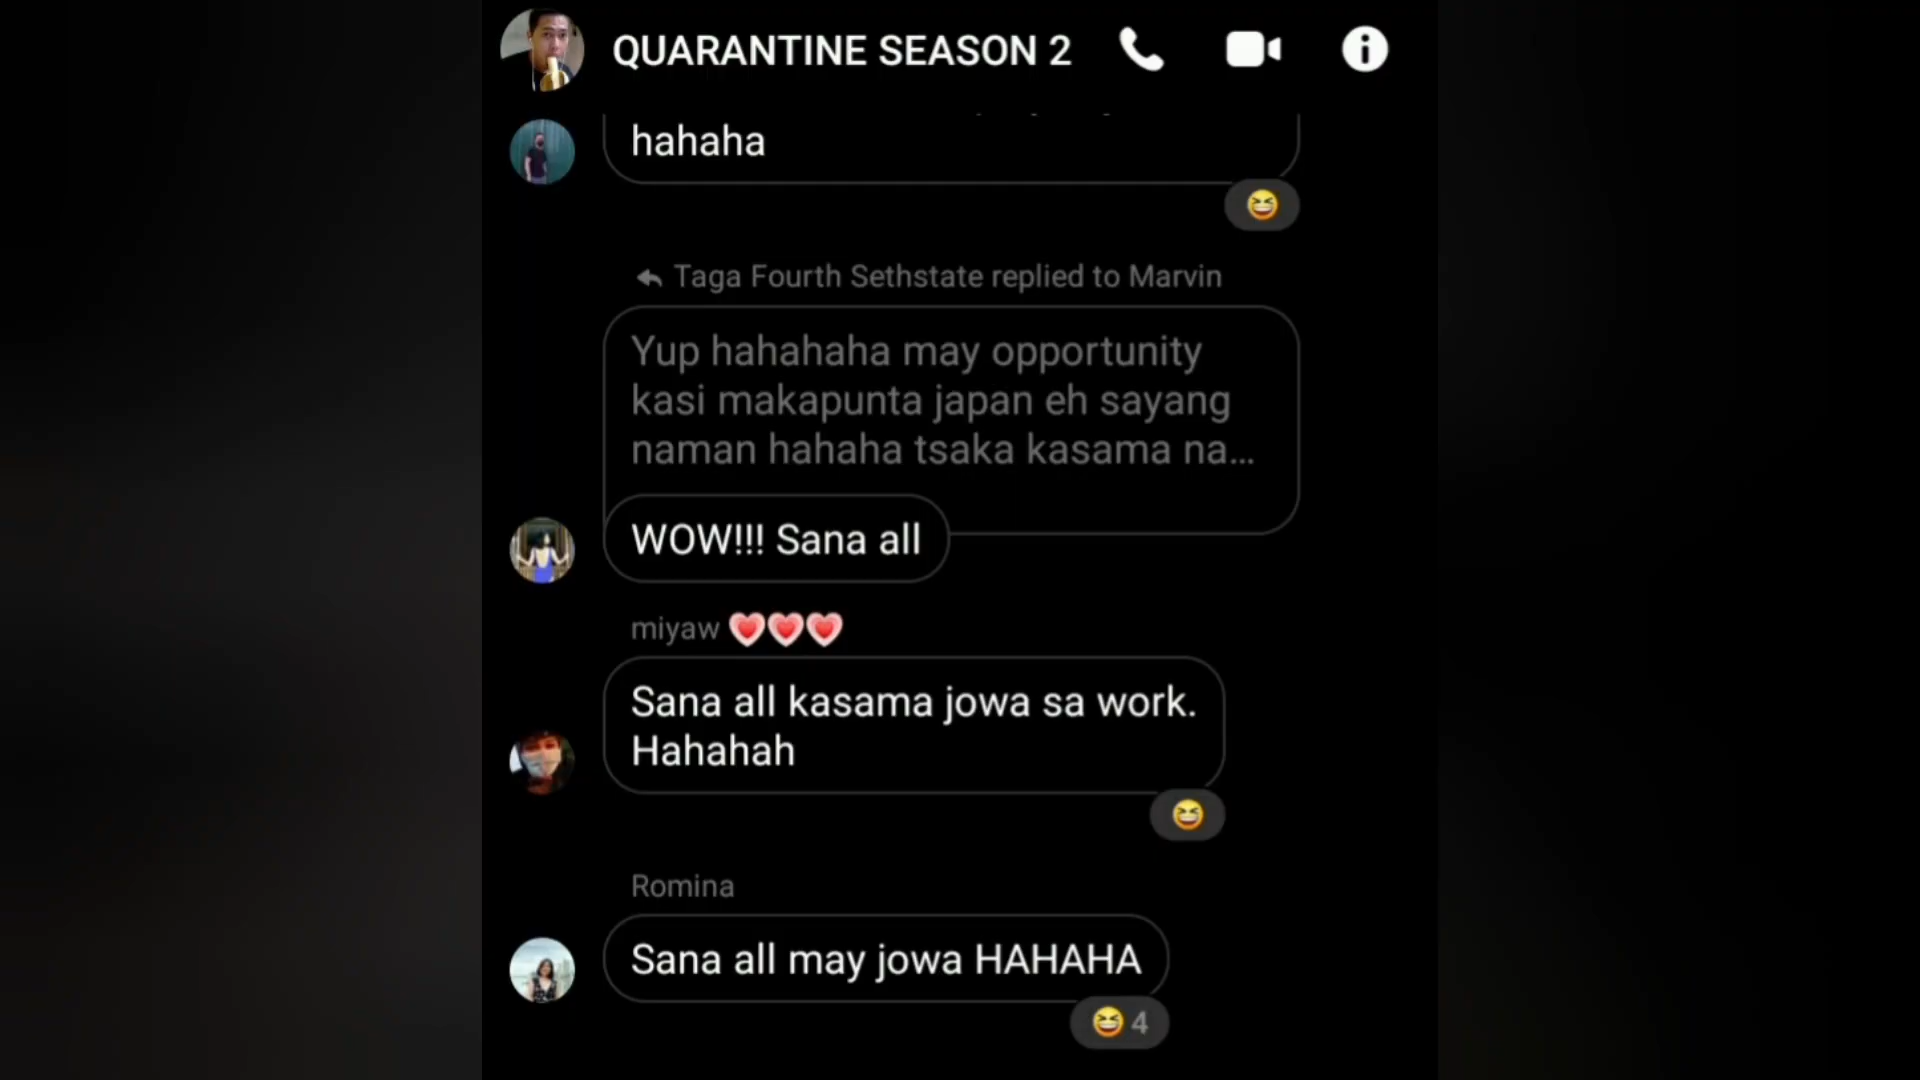 QUARANTINE SEASON 2
hahaha
Taga Fourth Sethstate replied to Marvin
Yup hahahaha may opportunity
kasi makapunta japan eh sayang
naman hahaha tsaka kasama na...
WOW!!! Sana all
miyaw
Sana all kasama jowa sa work.
Hahahah
Romina
Sana all may jowa HAHAHA
4